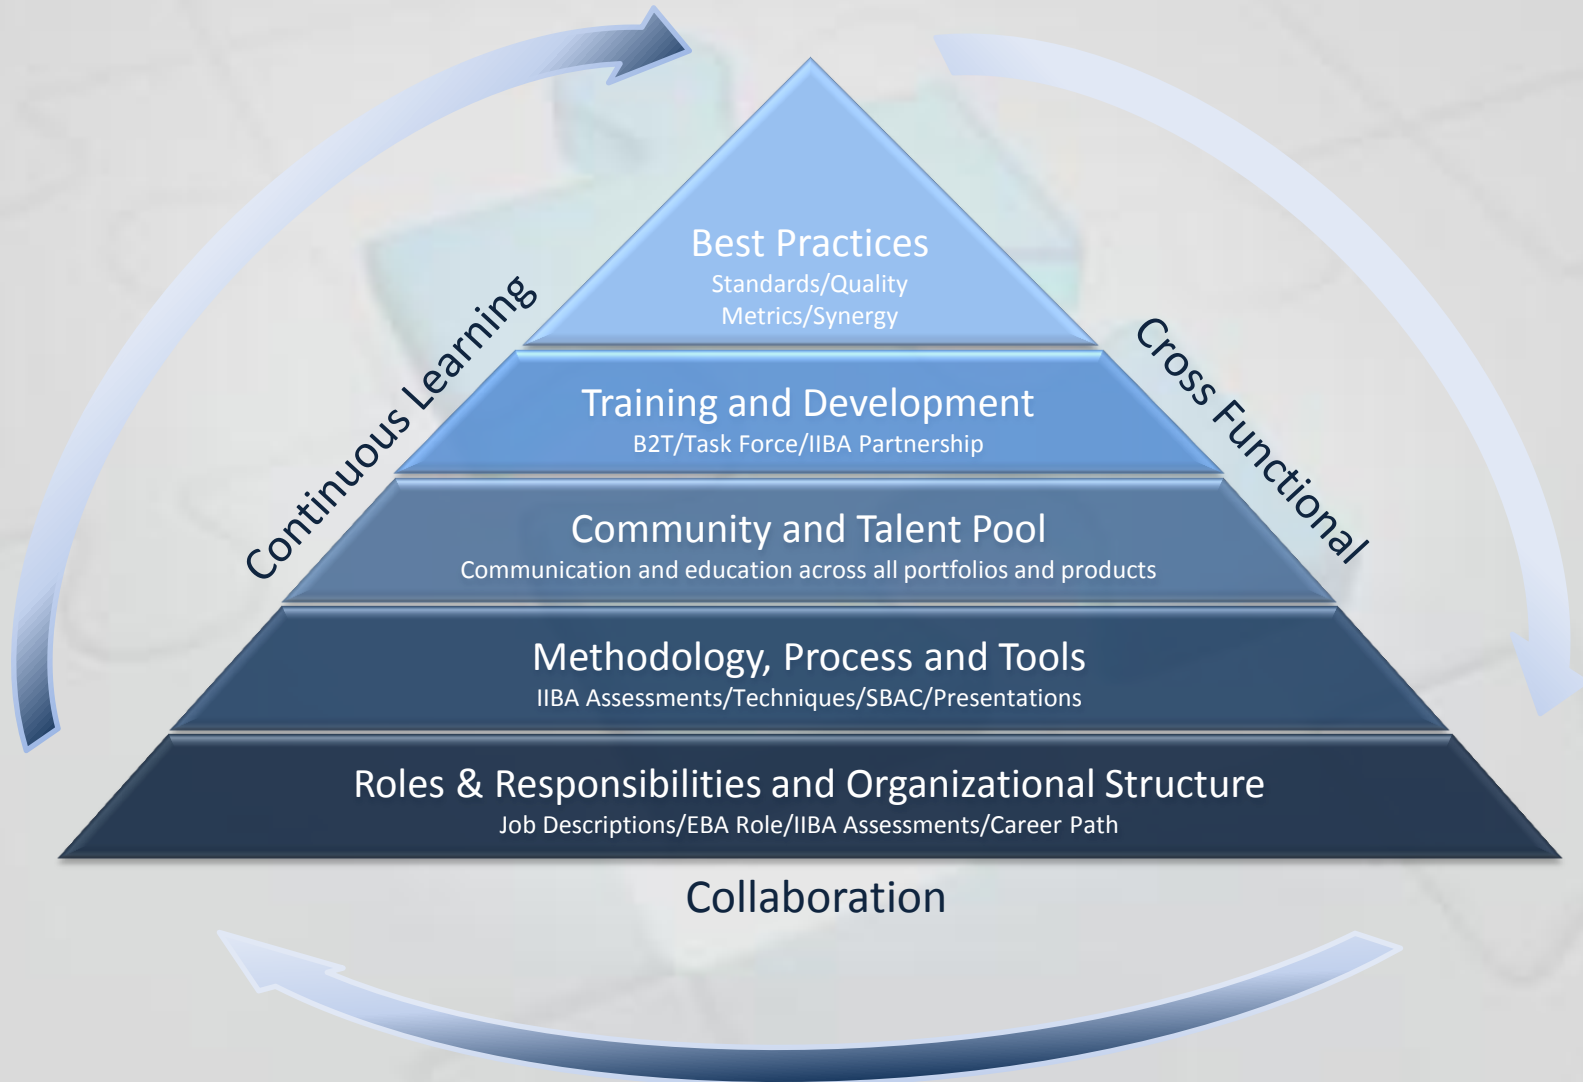 Best Practices
Standards/Quality
Metrics/Synergy
Continuous Learning
Cross Functional
Training and Development
B2T/Task Force/IIBA Partnership
Community and Talent Pool
Communication and education across all portfolios and products
Methodology, Process and Tools
IIBA Assessments/Techniques/SBAC/Presentations
Roles & Responsibilities and Organizational Structure
Job Descriptions/EBA Role/IIBA Assessments/Career Path
Collaboration